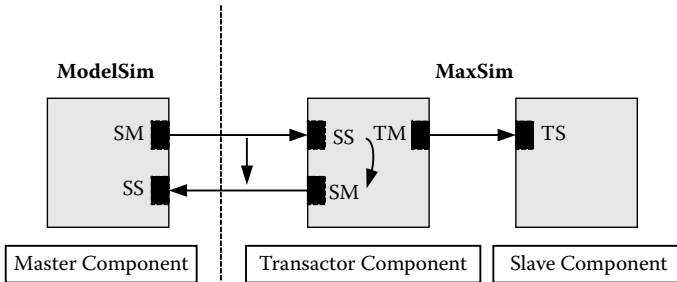 ModelSim
MaxSim
SM
SS
TM
TS
SS
SM
Master Component
Transactor Component
Slave Component